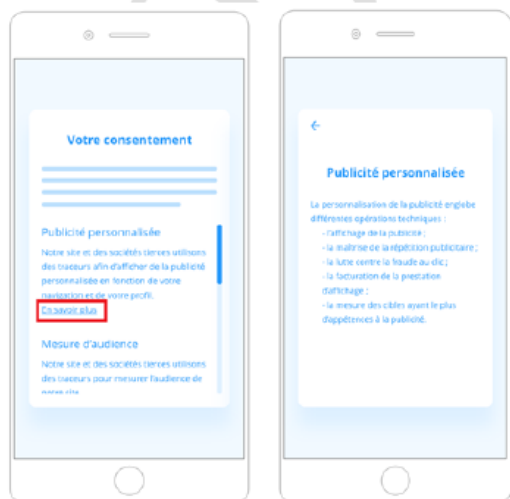 Votre consentement
Publicité personnalisée
Notre site et des sociétés tierces utilisons
des traceurs afin d'afficher de la publicité
personnalisée en fonction de votre
navigation et de votre profil.
En savoir plus
Mesure d'audience
Notre site et des sociétés tierces utilisons
des traceurs pour mesurer l'audience de
notre site
Publicité personnalisée
La personnalisation de la publicité englobe
différentes opérations techniques :
- l'affichage de la publicité ;
- la maîtrise de la répétition publicitaire ;
- la lutte contre la fraude au clic ;
- la facturation de la prestation
d'affichage ;
- la mesure des cibles ayant le plus
d'appétences à la publicité.